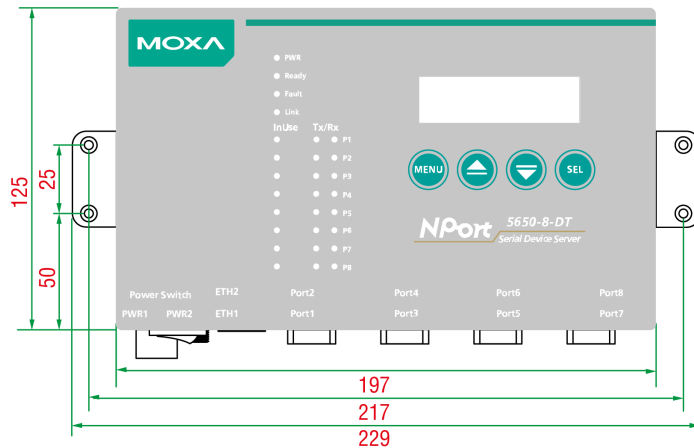 MOXA
PWR
Ready
Fault
Link
InUse Tx/Rx
P1
P2
P3
P4
P5
P6
P7
P8
MENU SEL
NPort 5650-8-DT
Serial Device Server
Power Switch ETH2 Port2 Port4 Port6 Port8
PWR1 PWR2 ETH1 Port1 Port3 Port5 Port7
125
25
50
197
217
229